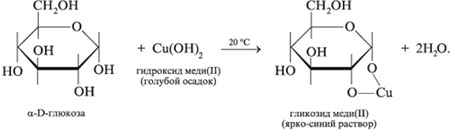 CH₂OH
O
OH
HO
OH
OH
α-D-глюкоза
+ Cu(OH)₂
гидроксид меди(II)
(голубой осадок)
20 °C
CH₂OH
O
OH
HO
O
O
Cu
гликозид меди(II)
(ярко-синий раствор)
+ 2H₂O.